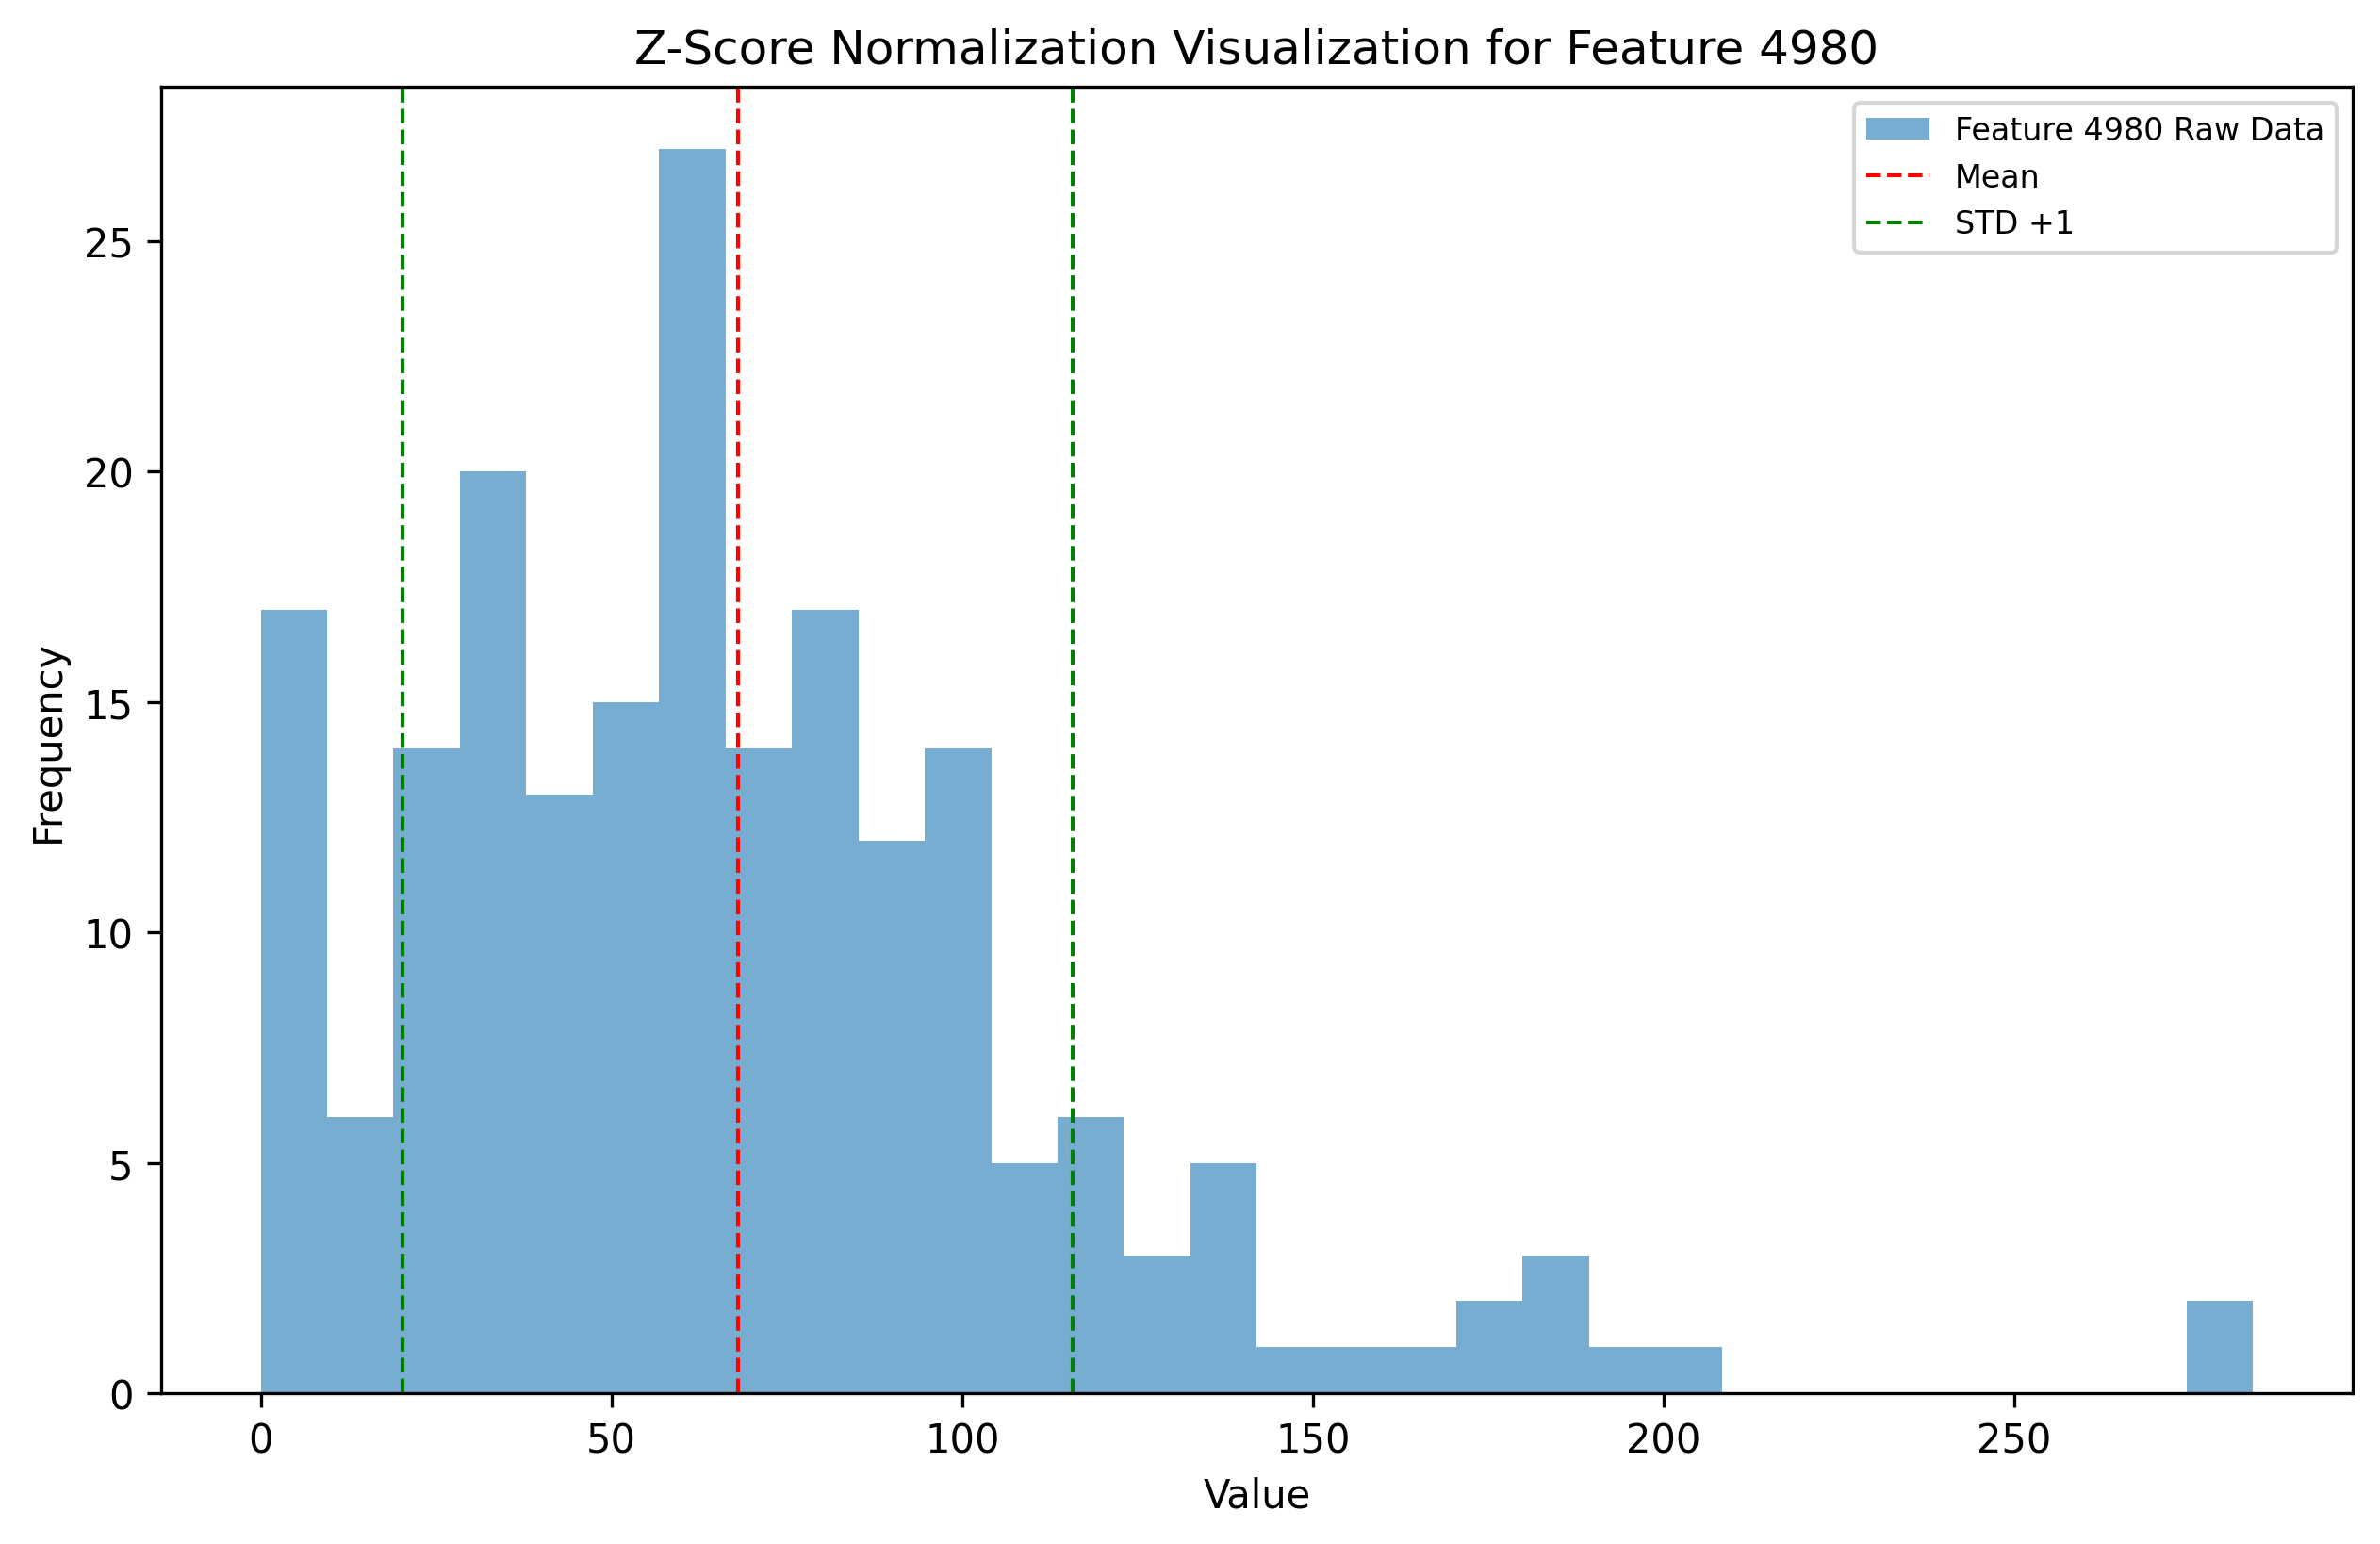 Z-Score Normalization Visualization for Feature 4980
Feature 4980 Raw Data
Mean
STD +1
Frequency
25
20
15
10
5
0
0 50 100 150 200 250
Value